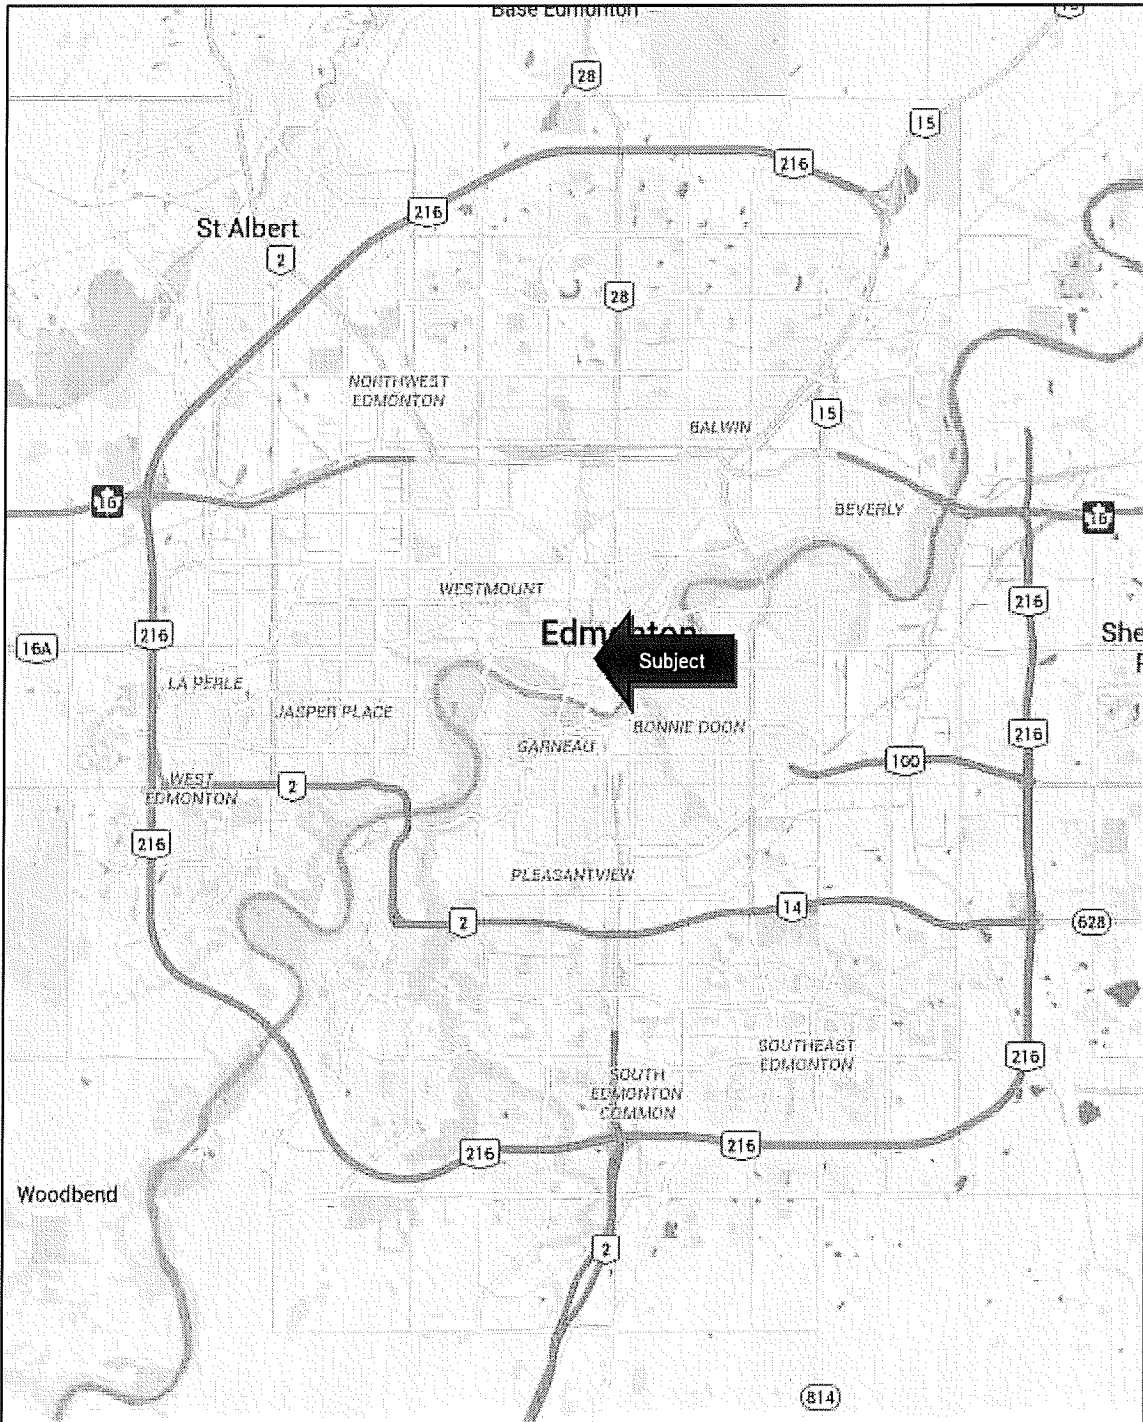 Base Edmonton
28
15
216
St Albert
216
2
28
NORTHWEST
EDMONTON
15
BALWIN
16
BEVERLY
16
WESTMOUNT
216
216
16A
Edmonton
She
Subject
LA PERLE
JASPER PLACE
BONNIE DOON
216
GARNEAU
100
WEST
EDMONTON
2
216
PLEASANTVIEW
2
14
628
SOUTHEAST
EDMONTON
216
SOUTH
EDMONTON
COMMON
216
216
Woodbend
2
814